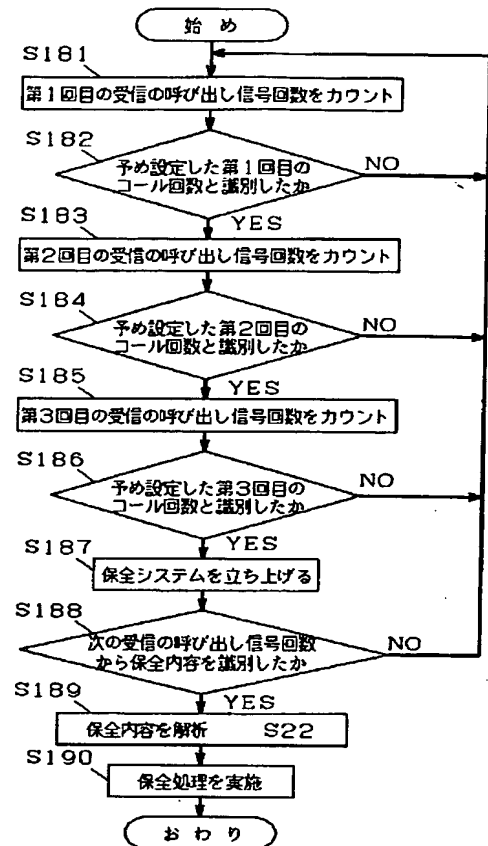 始め
S181
第1回目の受信の呼び出し信号回数をカウント
S182
予め設定した第1回目の
コール回数と識別したか
NO
YES
S183
第2回目の受信の呼び出し信号回数をカウント
S184
予め設定した第2回目の
コール回数と識別したか
NO
YES
S185
第3回目の受信の呼び出し信号回数をカウント
S186
予め設定した第3回目の
コール回数と識別したか
NO
YES
S187
保全システムを立ち上げる
S188
次の受信の呼び出し信号回数
から保全内容を識別したか
NO
YES
S189
保全内容を解析 S22
S190
保全処理を実施
おわり